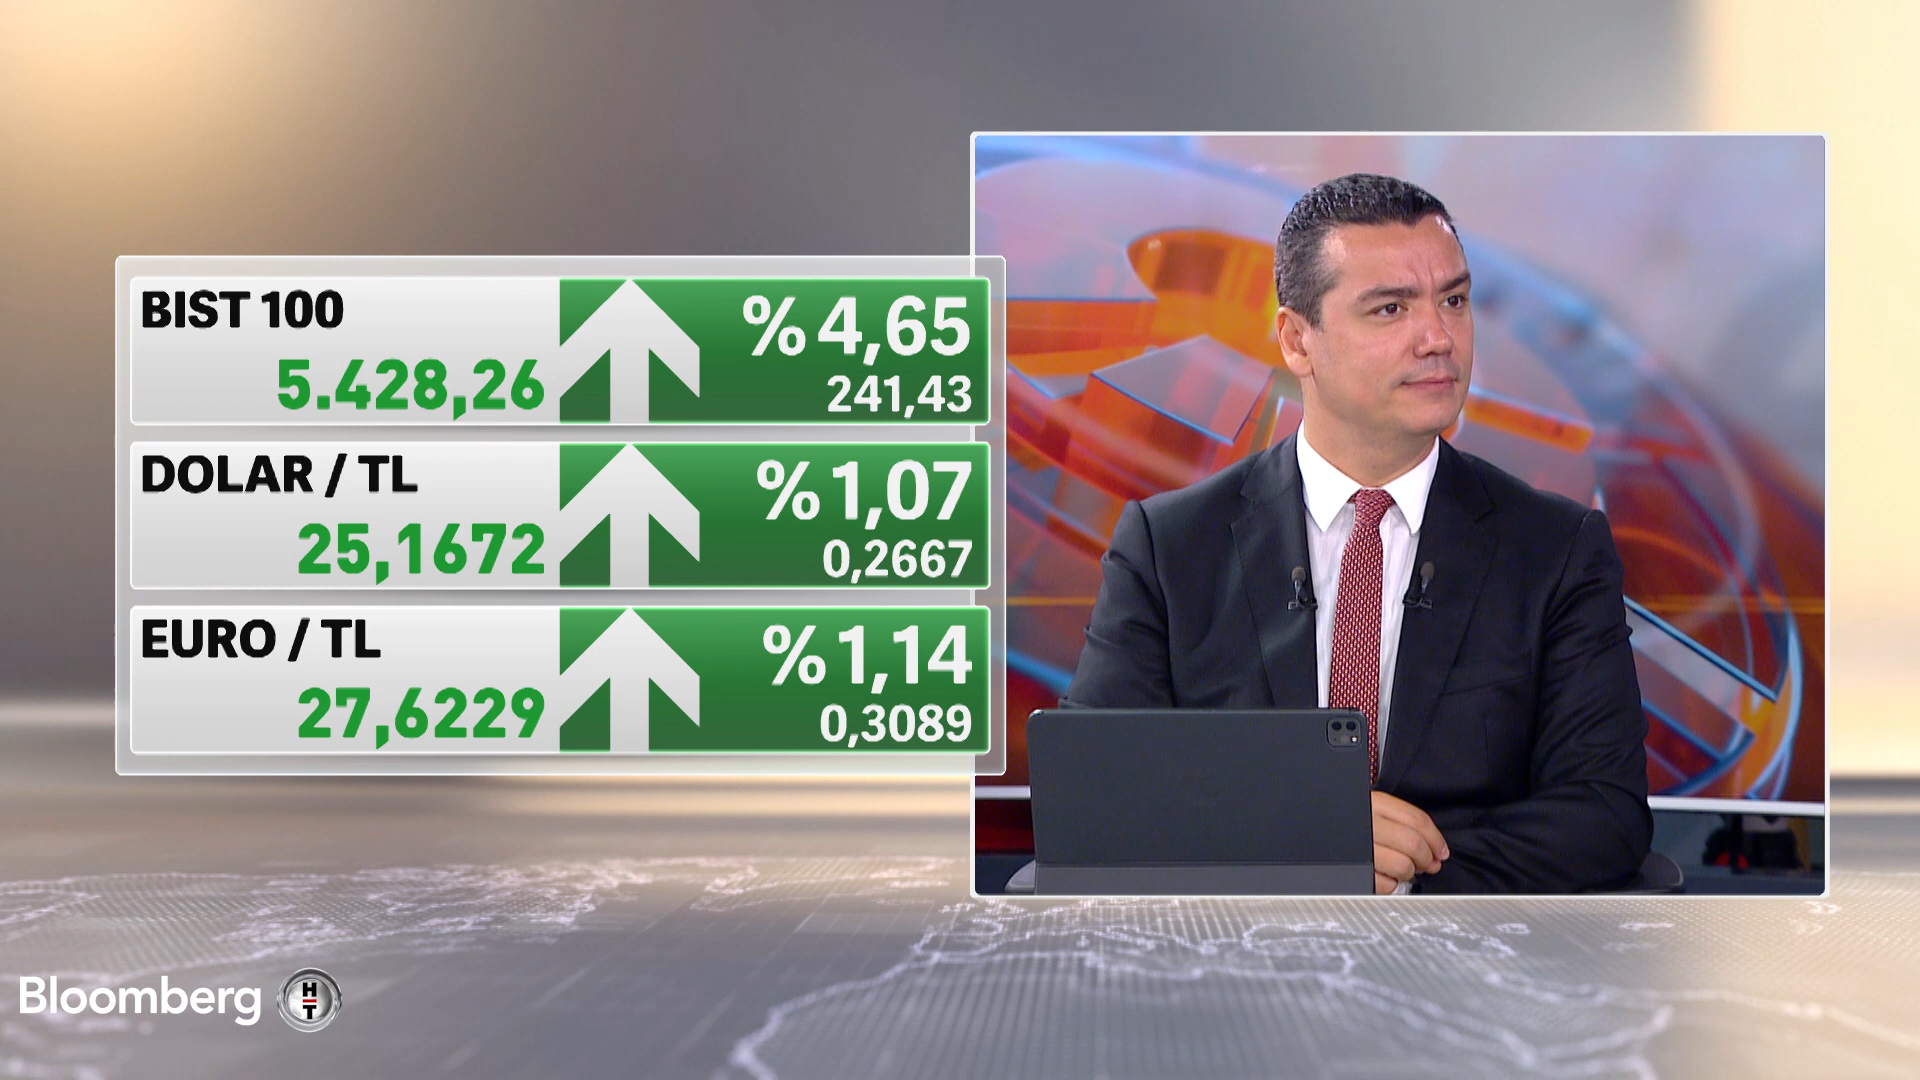 BIST 100
5.428,26
%4,65
241,43
DOLAR / TL
25,1672
%1,07
0,2667
EURO / TL
27,6229
%1,14
0,3089
Bloomberg HT